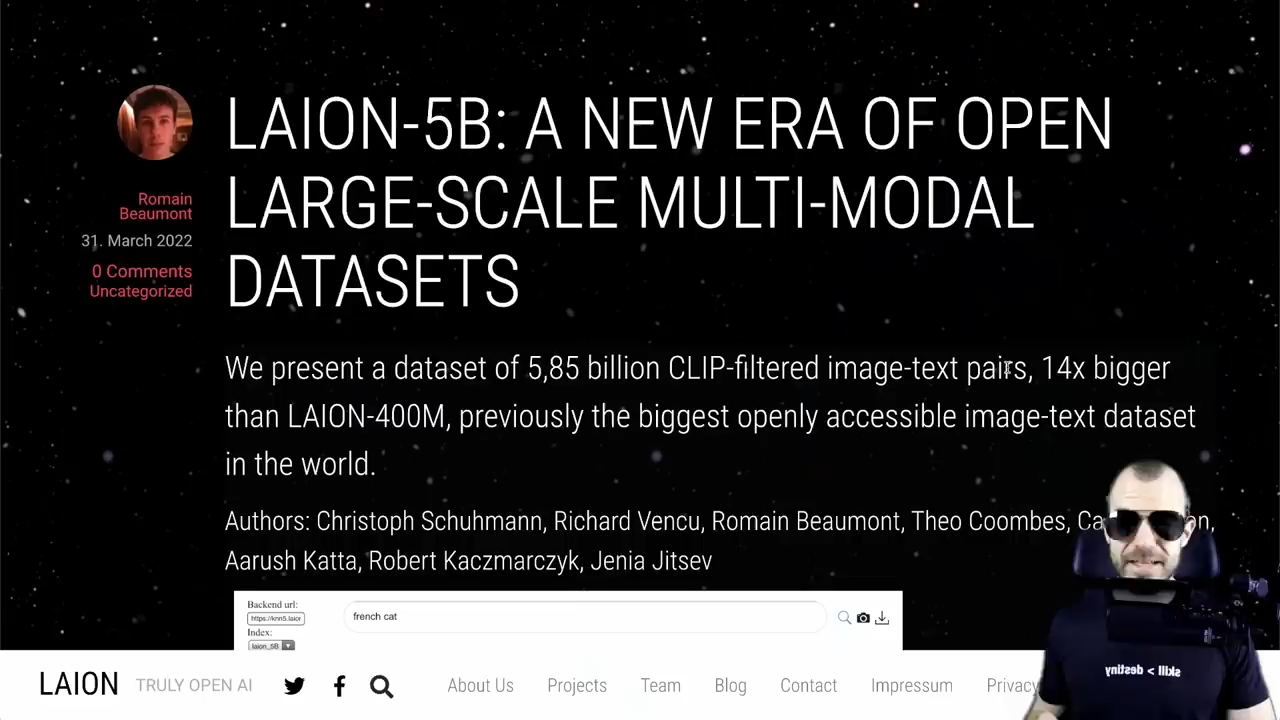 LAION-5B: A NEW ERA OF OPEN
LARGE-SCALE MULTI-MODAL
DATASETS
Romain
Beaumont
31. March 2022
0 Comments
Uncategorized
We present a dataset of 5,85 billion CLIP-filtered image-text pairs, 14x bigger
than LAION-400M, previously the biggest openly accessible image-text dataset
in the world.
Authors: Christoph Schuhmann, Richard Vencu, Romain Beaumont, Theo Coombes,
Aarush Katta, Robert Kaczmarczyk, Jenia Jitsev
Backend url:
https://knn5.laior
Index:
laion_5B
french cat
LAION TRULY OPEN AI
About Us Projects Team Blog Contact Impressum Privacy
skill > destiny